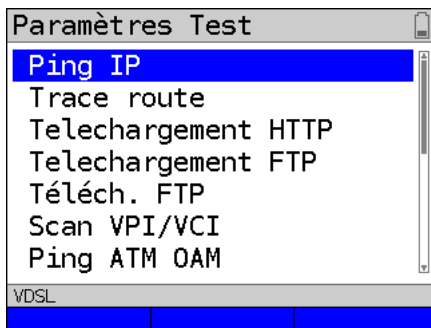 Paramètres Test
Ping IP
Trace route
Telechargement HTTP
Telechargement FTP
Téléch. FTP
Scan VPI/VCI
Ping ATM OAM
VDSL